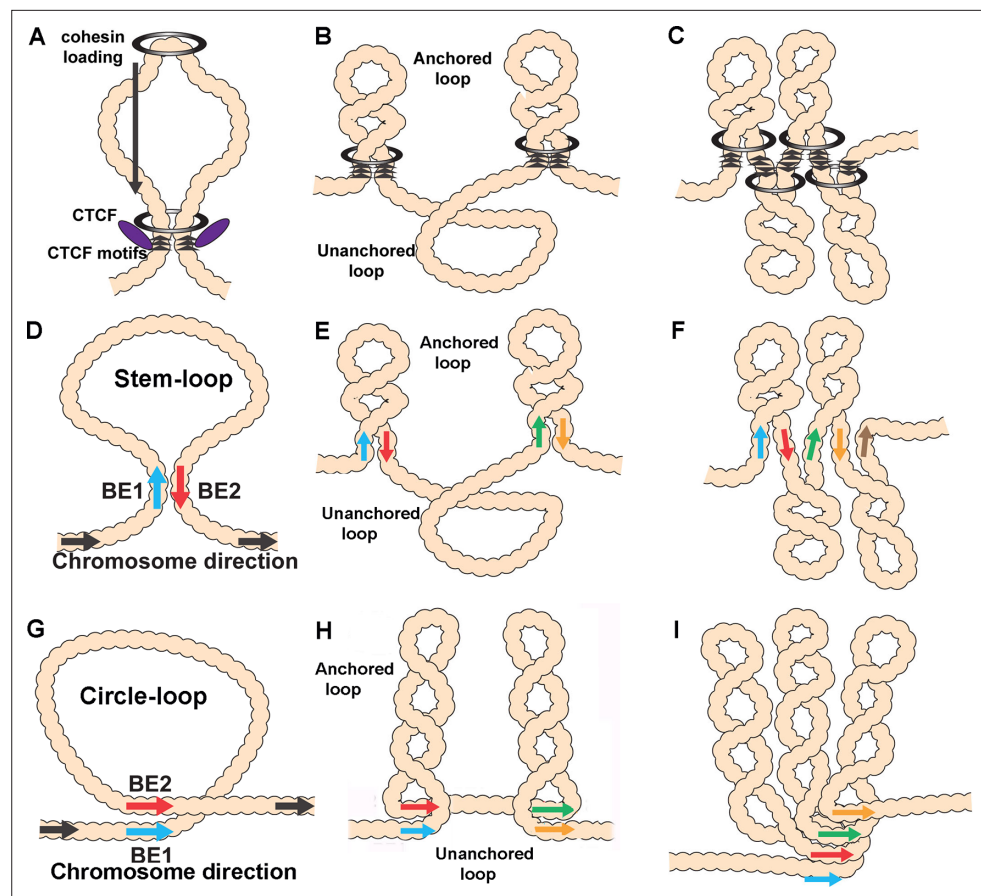 A
cohesin
loading
CTCF
CTCF motifs
B
Anchored
loop
Unanchored
loop
C
D
Stem-loop
BE1
BE2
Chromosome direction
E
Anchored
loop
Unanchored
loop
F
G
Circle-loop
BE2
BE1
Chromosome direction
H
Anchored
loop
Unanchored
loop
I